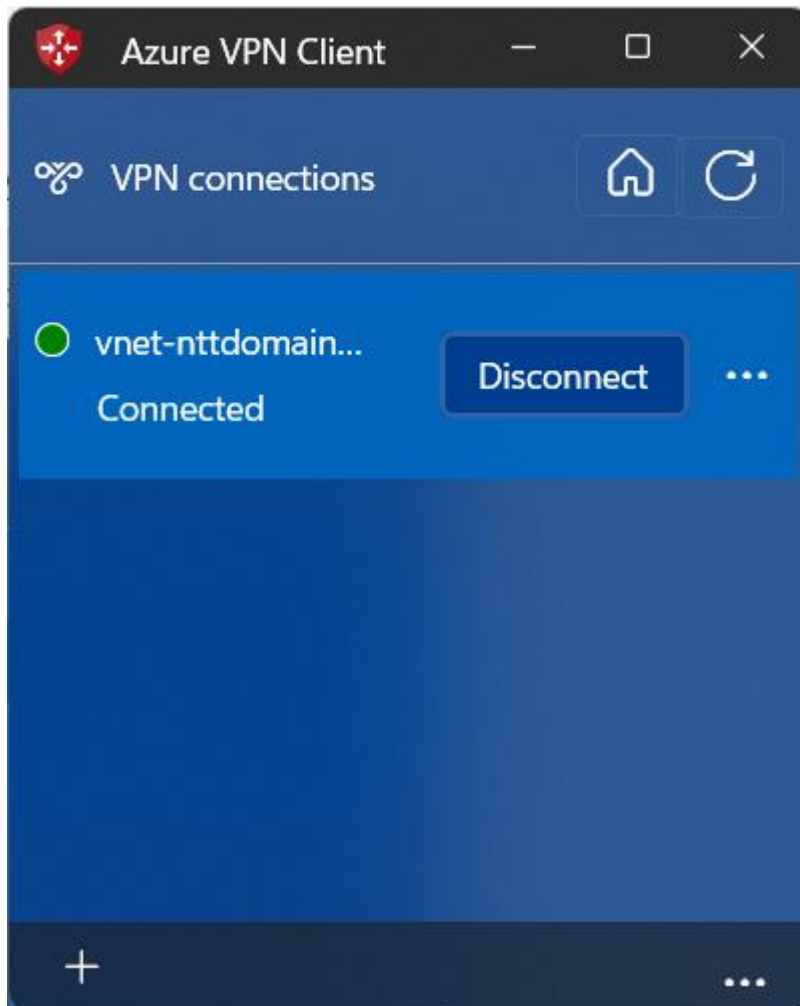 Azure VPN Client
VPN connections
vnet-nttdomain...
Disconnect
Connected